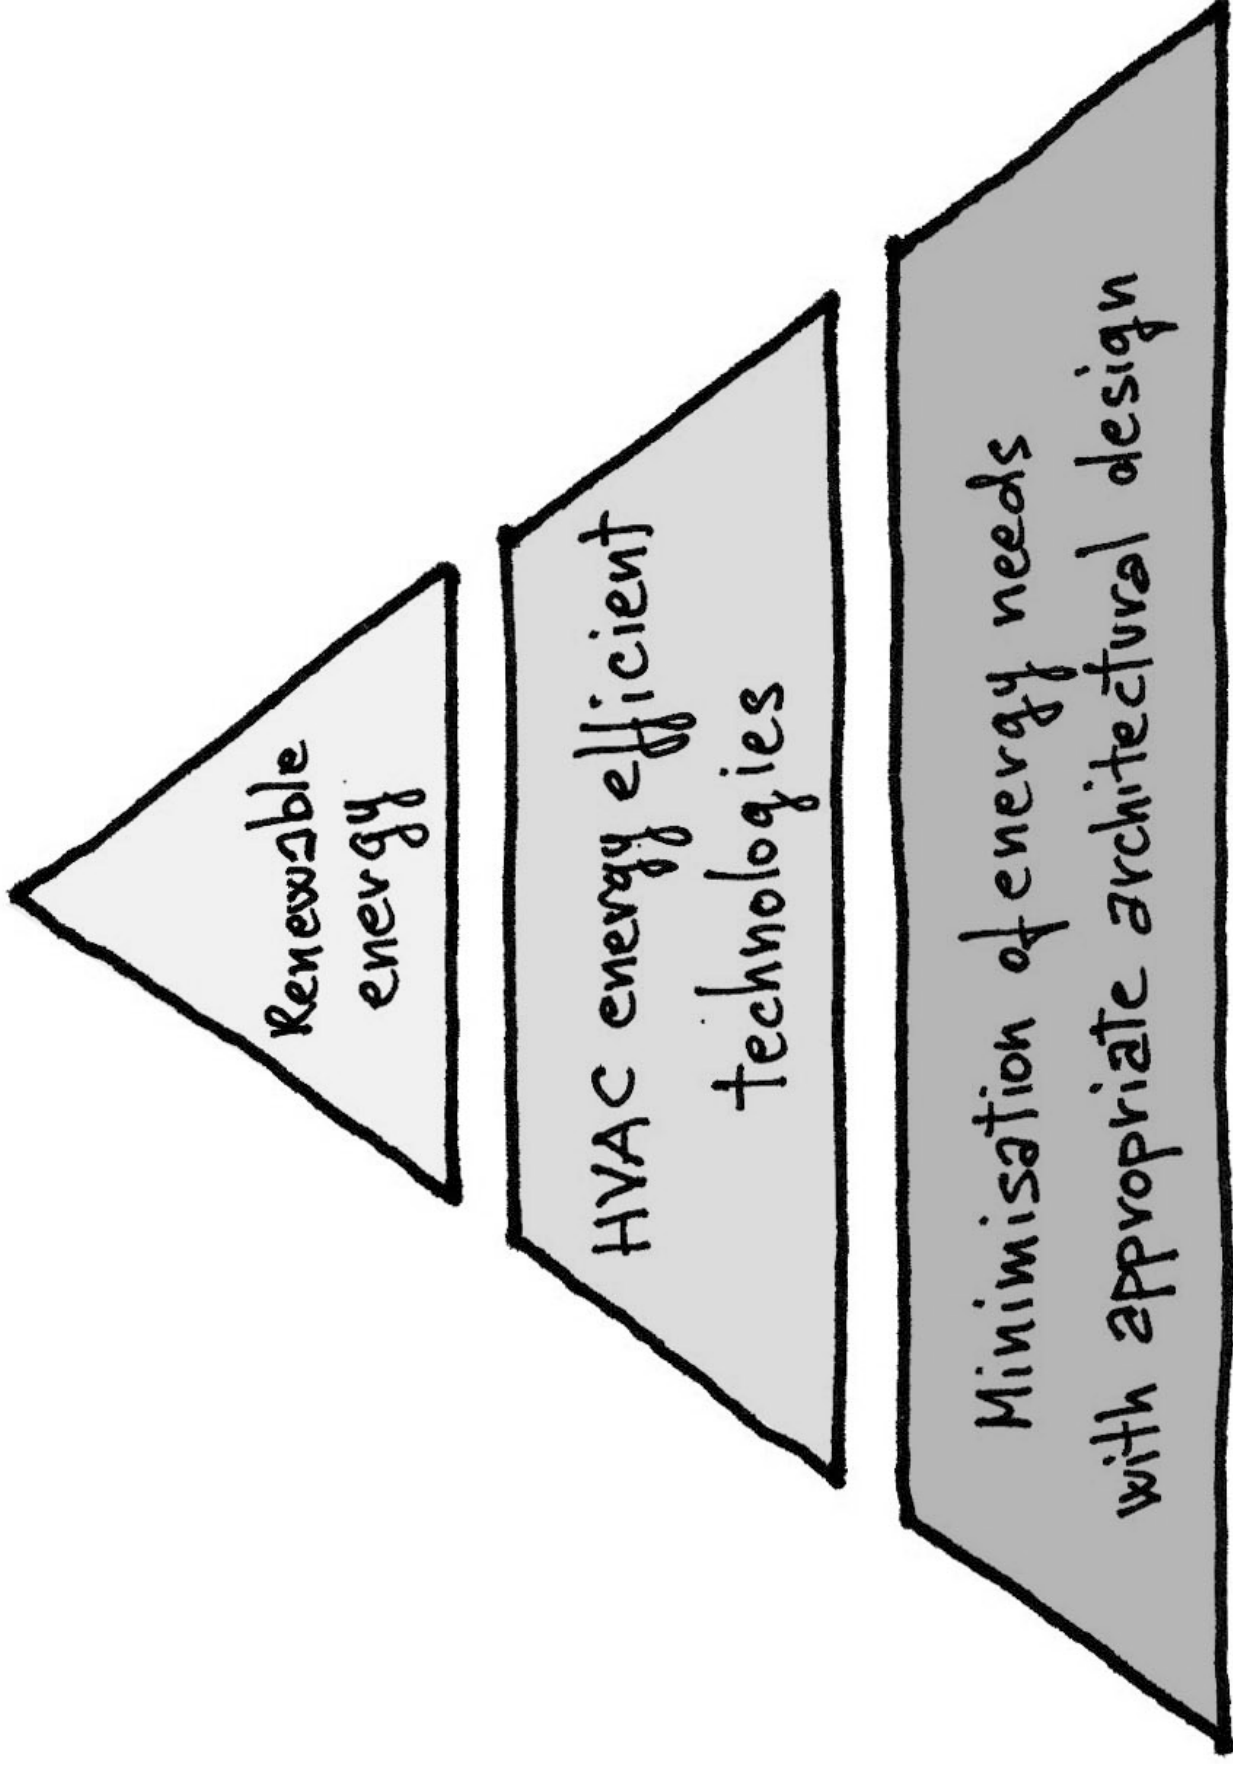 Renewable
energy
HVAC energy efficient
technologies
Minimisation of energy needs
with appropriate architectural design